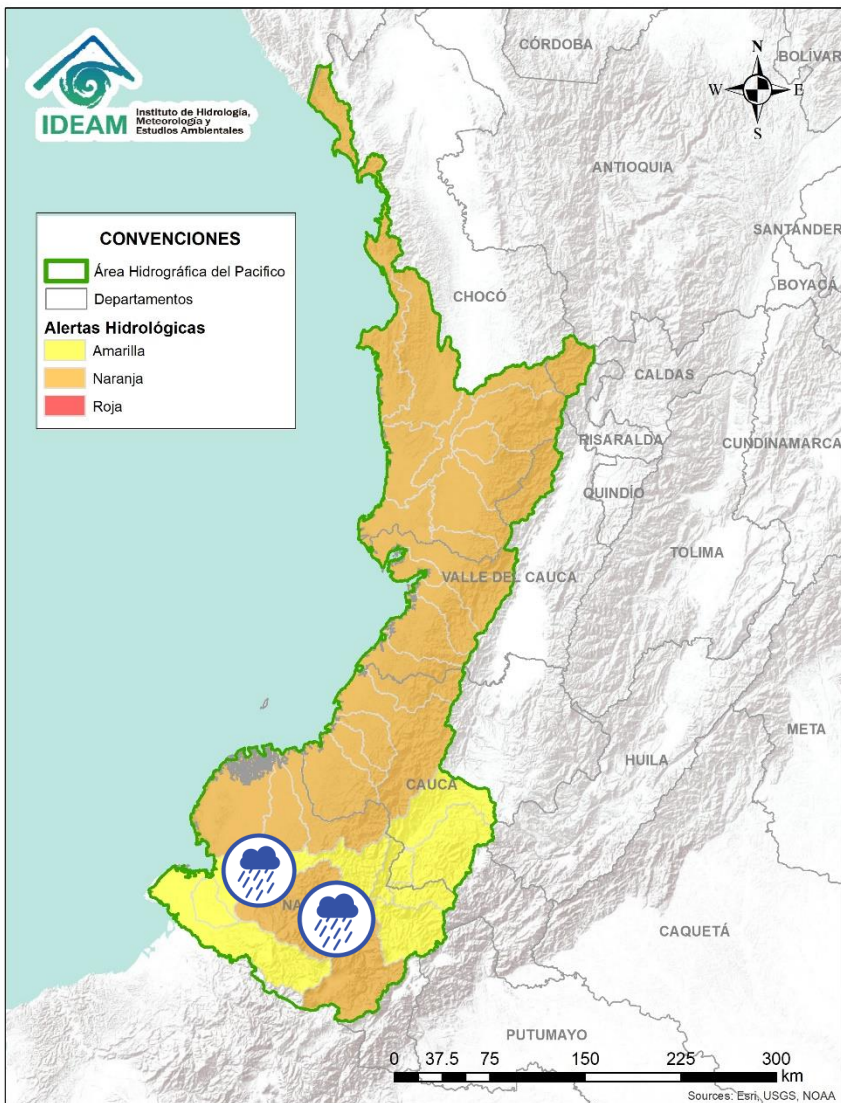 IDEAM
Instituto de Hidrología,
Meteorología y
Estudios Ambientales
CÓRDOBA
BOLÍVAR
N
W
E
S
ANTIOQUIA
SANTANDER
BOYACÁ
CONVENCIONES
Área Hidrográfica del Pacifico
Departamentos
Alertas Hidrológicas
Amarilla
Naranja
Roja
CHOCÓ
CALDAS
RISARALDA
CUNDINAMARCA
QUINDÍO
TOLIMA
VALLE DEL CAUCA
META
HUILA
CAUCA
NA
CAQUETÁ
PUTUMAYO
0 37.5 75 150 225 300
km
Sources: Esri, USGS, NOAA